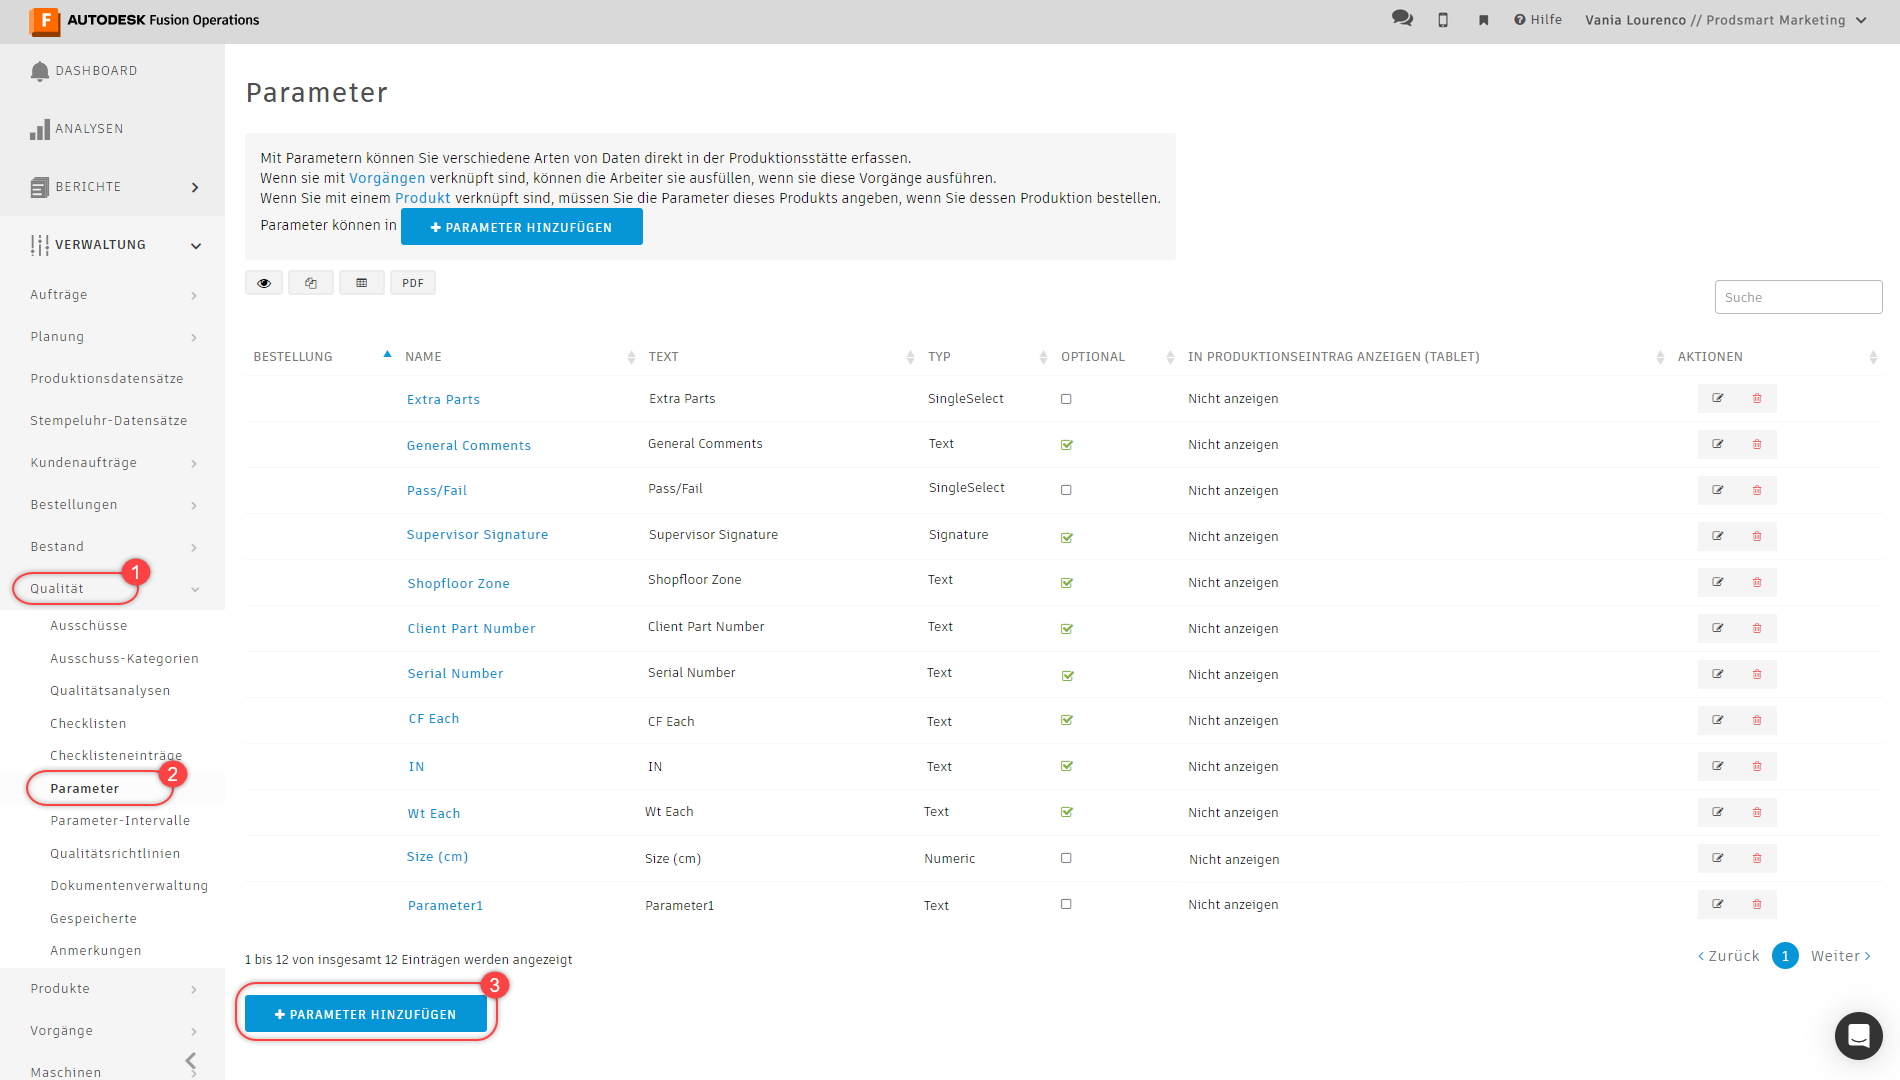 F AUTODESK Fusion Operations
Hilfe
Vania Lourenco // Prodsmart Marketing
DASHBOARD
ANALYSEN
BERICHTE
VERWALTUNG
Aufträge
Planung
Produktionsdatensätze
Stempeluhr-Datensätze
Kundenaufträge
Bestellungen
Bestand
1
Qualität
Ausschüsse
Ausschuss-Kategorien
Qualitätsanalysen
Checklisten
Checklisteneinträge
2
Parameter
Parameter-Intervalle
Qualitätsrichtlinien
Dokumentenverwaltung
Gespeicherte
Anmerkungen
Produkte
Vorgänge
Maschinen
Parameter
Mit Parametern können Sie verschiedene Arten von Daten direkt in der Produktionsstätte erfassen.
Wenn sie mit Vorgängen verknüpft sind, können die Arbeiter sie ausfüllen, wenn sie diese Vorgänge ausführen.
Wenn Sie mit einem Produkt verknüpft sind, müssen Sie die Parameter dieses Produkts angeben, wenn Sie dessen Produktion bestellen.
Parameter können in + PARAMETER HINZUFÜGEN
PDF
Suche
BESTELLUNG NAME TEXT TYP OPTIONAL IN PRODUKTIONSEINTRAG ANZEIGEN (TABLET) AKTIONEN
Extra Parts Extra Parts SingleSelect Nicht anzeigen
General Comments General Comments Text Nicht anzeigen
Pass/Fail Pass/Fail SingleSelect Nicht anzeigen
Supervisor Signature Supervisor Signature Signature Nicht anzeigen
Shopfloor Zone Shopfloor Zone Text Nicht anzeigen
Client Part Number Client Part Number Text Nicht anzeigen
Serial Number Serial Number Text Nicht anzeigen
CF Each CF Each Text Nicht anzeigen
IN IN Text Nicht anzeigen
Wt Each Wt Each Text Nicht anzeigen
Size (cm) Size (cm) Numeric Nicht anzeigen
Parameter1 Parameter1 Text Nicht anzeigen
1 bis 12 von insgesamt 12 Einträgen werden angezeigt
< Zurück 1 Weiter >
3
+ PARAMETER HINZUFÜGEN